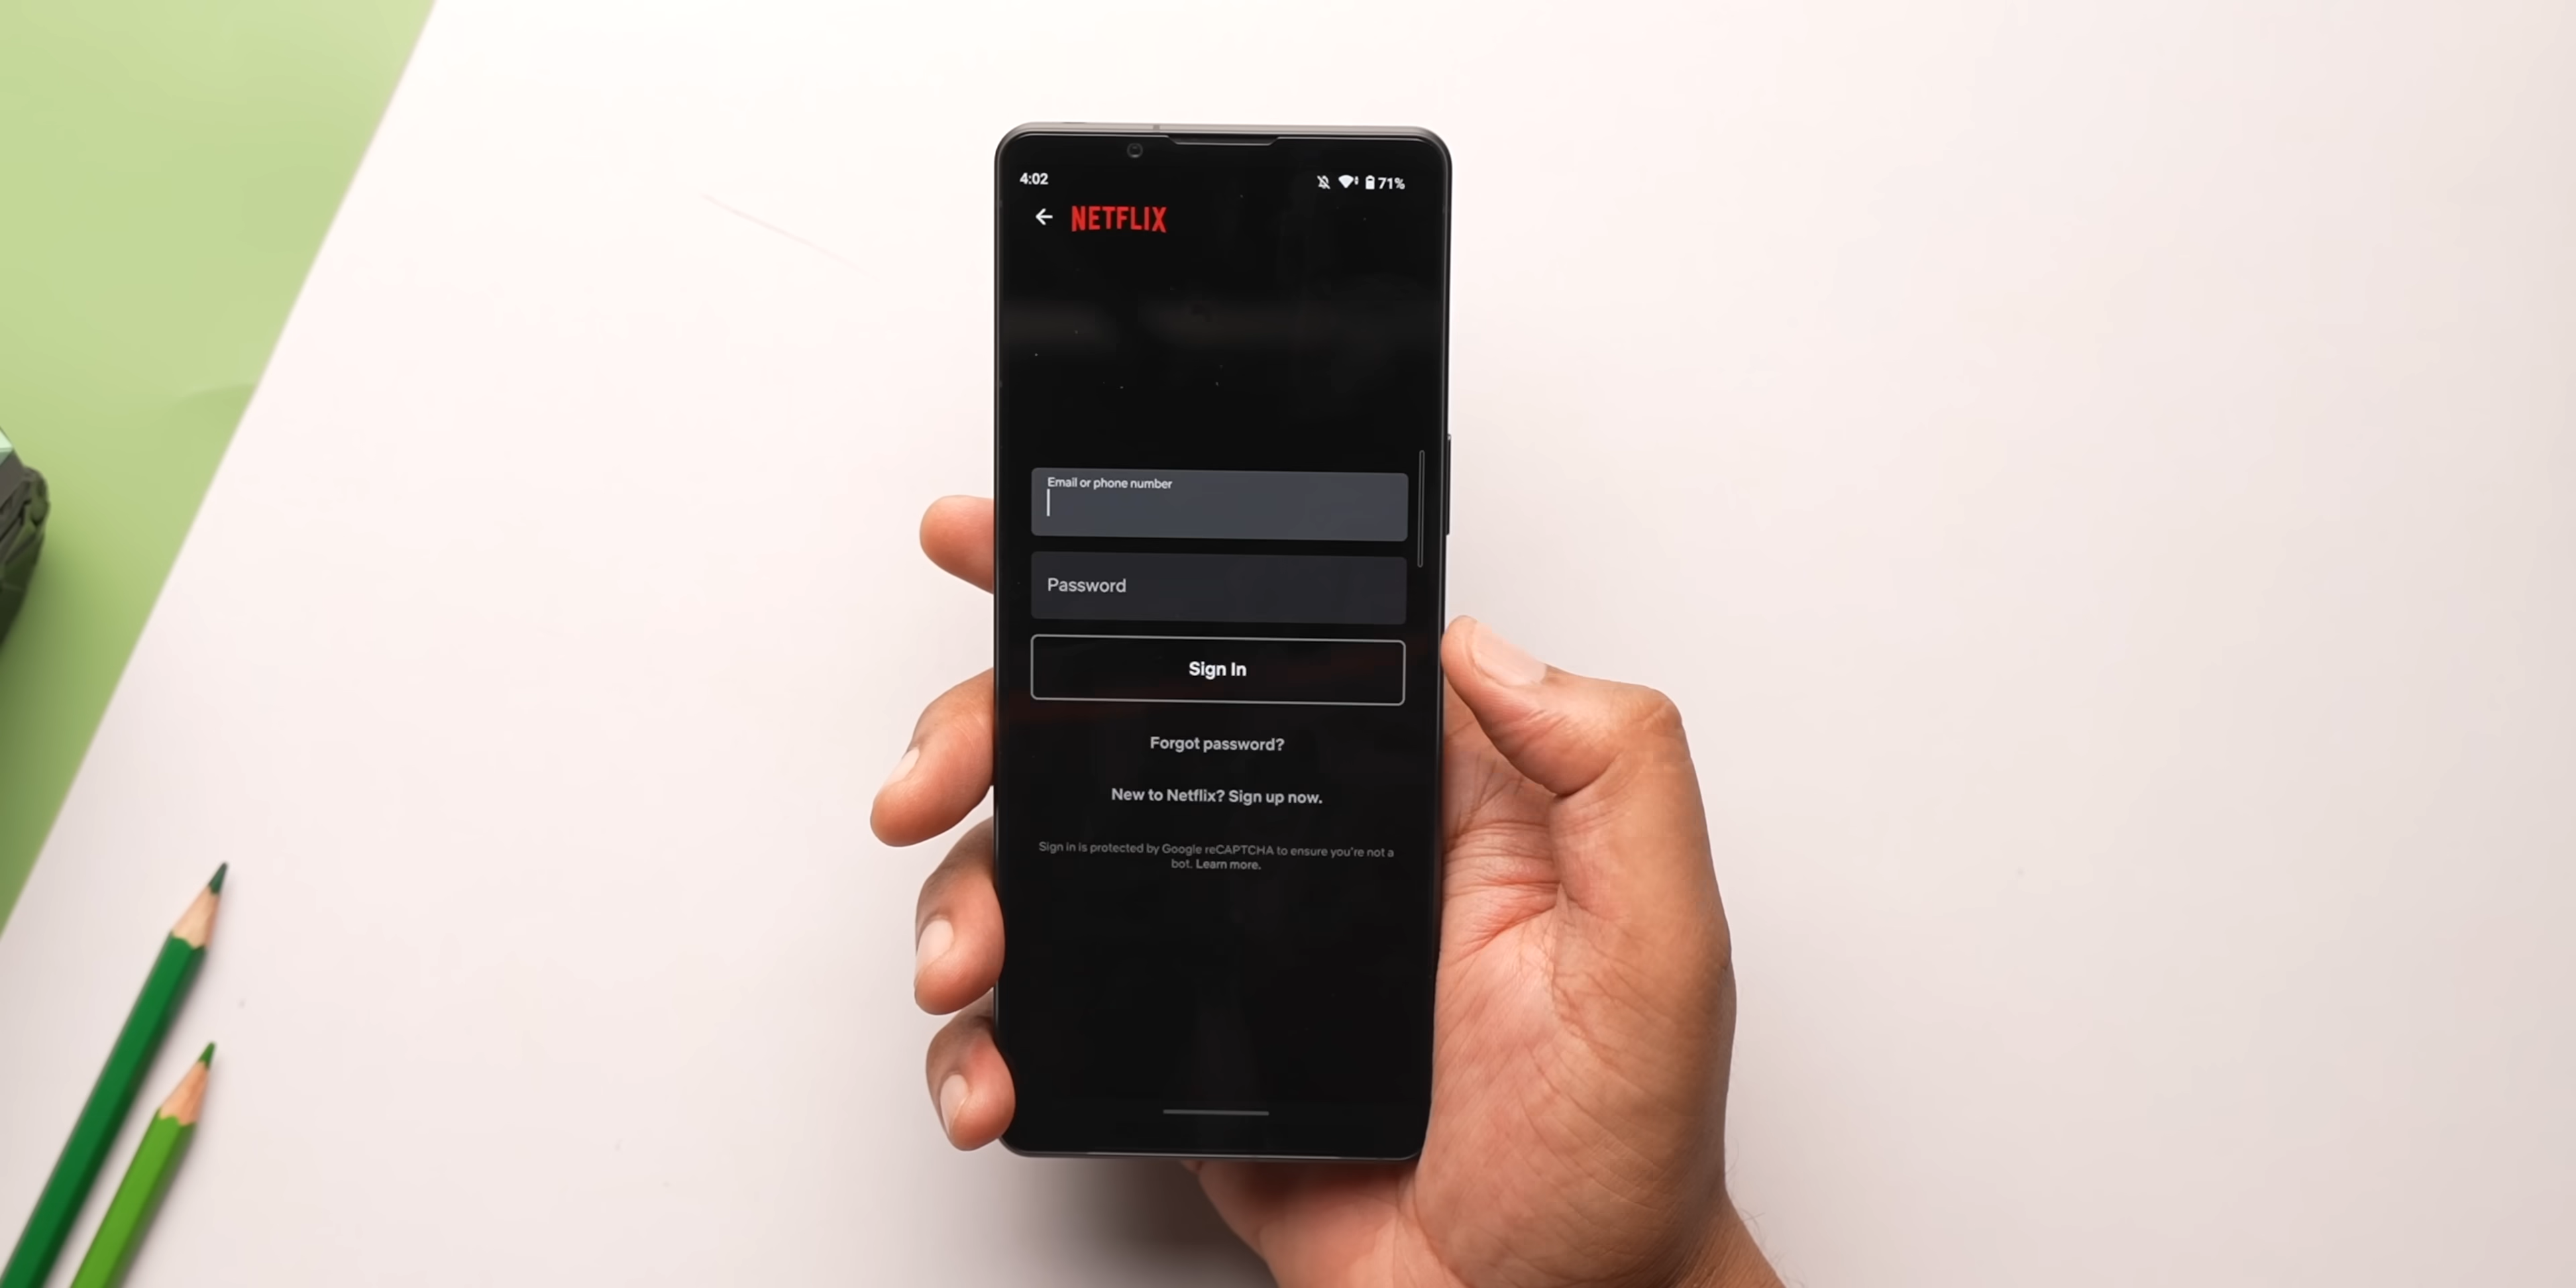 4:02
71%
NETFLIX
Email or phone number
Password
Sign In
Forgot password?
New to Netflix? Sign up now.
Sign in is protected by Google reCAPTCHA to ensure you're not a
bot. Learn more.